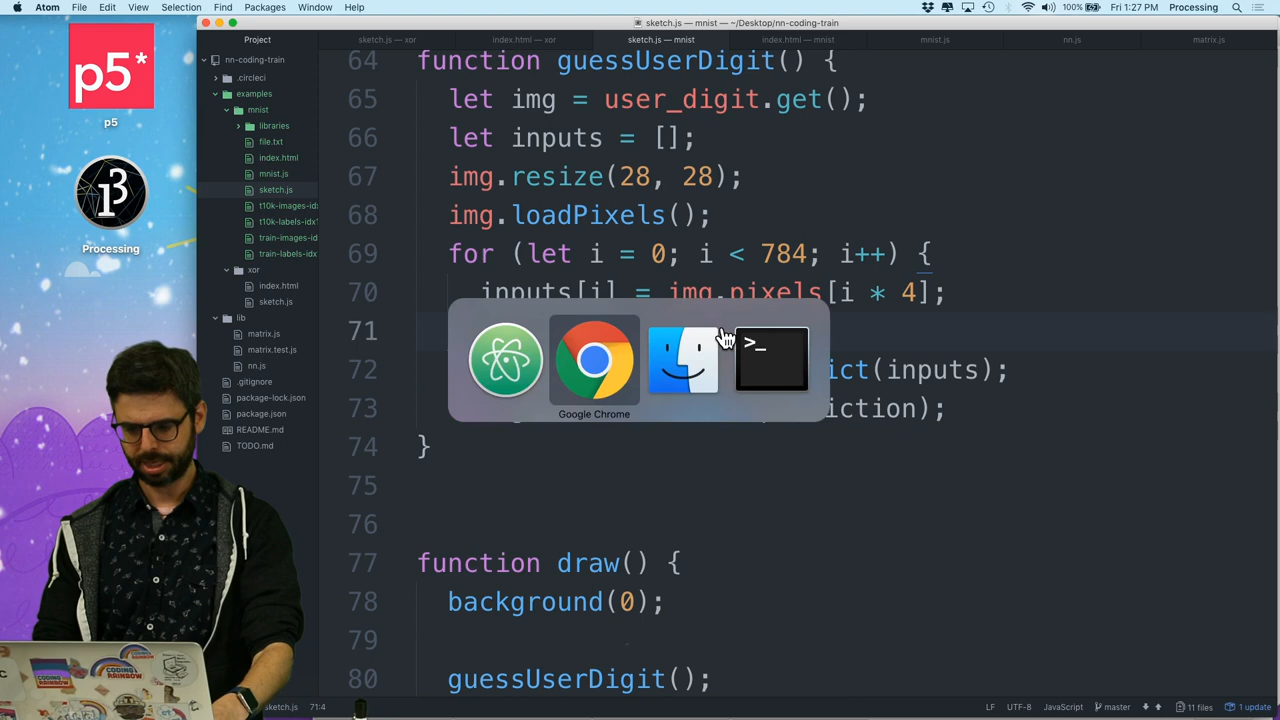 Atom File Edit View Selection Find Packages Window Help
100% Fri 1:27 PM Processing
sketch.js — mnist — ~/Desktop/nn-coding-train
Project
sketch.js — xor
index.html — xor
sketch.js — mnist
index.html — mnist
mnist.js
nn.js
matrix.js
p5*
p5
Processing
nn-coding-train
.circleci
examples
mnist
libraries
file.txt
index.html
mnist.js
sketch.js
t10k-images-idx
t10k-labels-idx1
train-images-id
train-labels-idx1
xor
index.html
sketch.js
lib
matrix.js
matrix.test.js
nn.js
.gitignore
package-lock.json
package.json
README.md
TODO.md
64 function guessUserDigit() {
65 let img = user_digit.get();
66 let inputs = [];
67 img.resize(28, 28);
68 img.loadPixels();
69 for (let i = 0; i < 784; i++) {
70 inputs[i] = img.pixels[i * 4];
71
72 ict(inputs);
73 iction);
74 }
75
76
77 function draw() {
78 background(0);
79
80 guessUserDigit();
>_
Google Chrome
CODING RAINBOW
CODING RAINBOW
sketch.js 71:4
LF UTF-8 JavaScript master 11 files 1 update